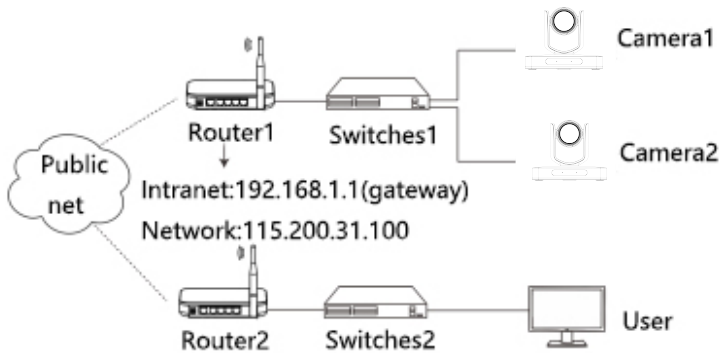 Camera1
Router1
Switches1
Camera2
Public
net
Intranet:192.168.1.1(gateway)
Network:115.200.31.100
Router2
Switches2
User